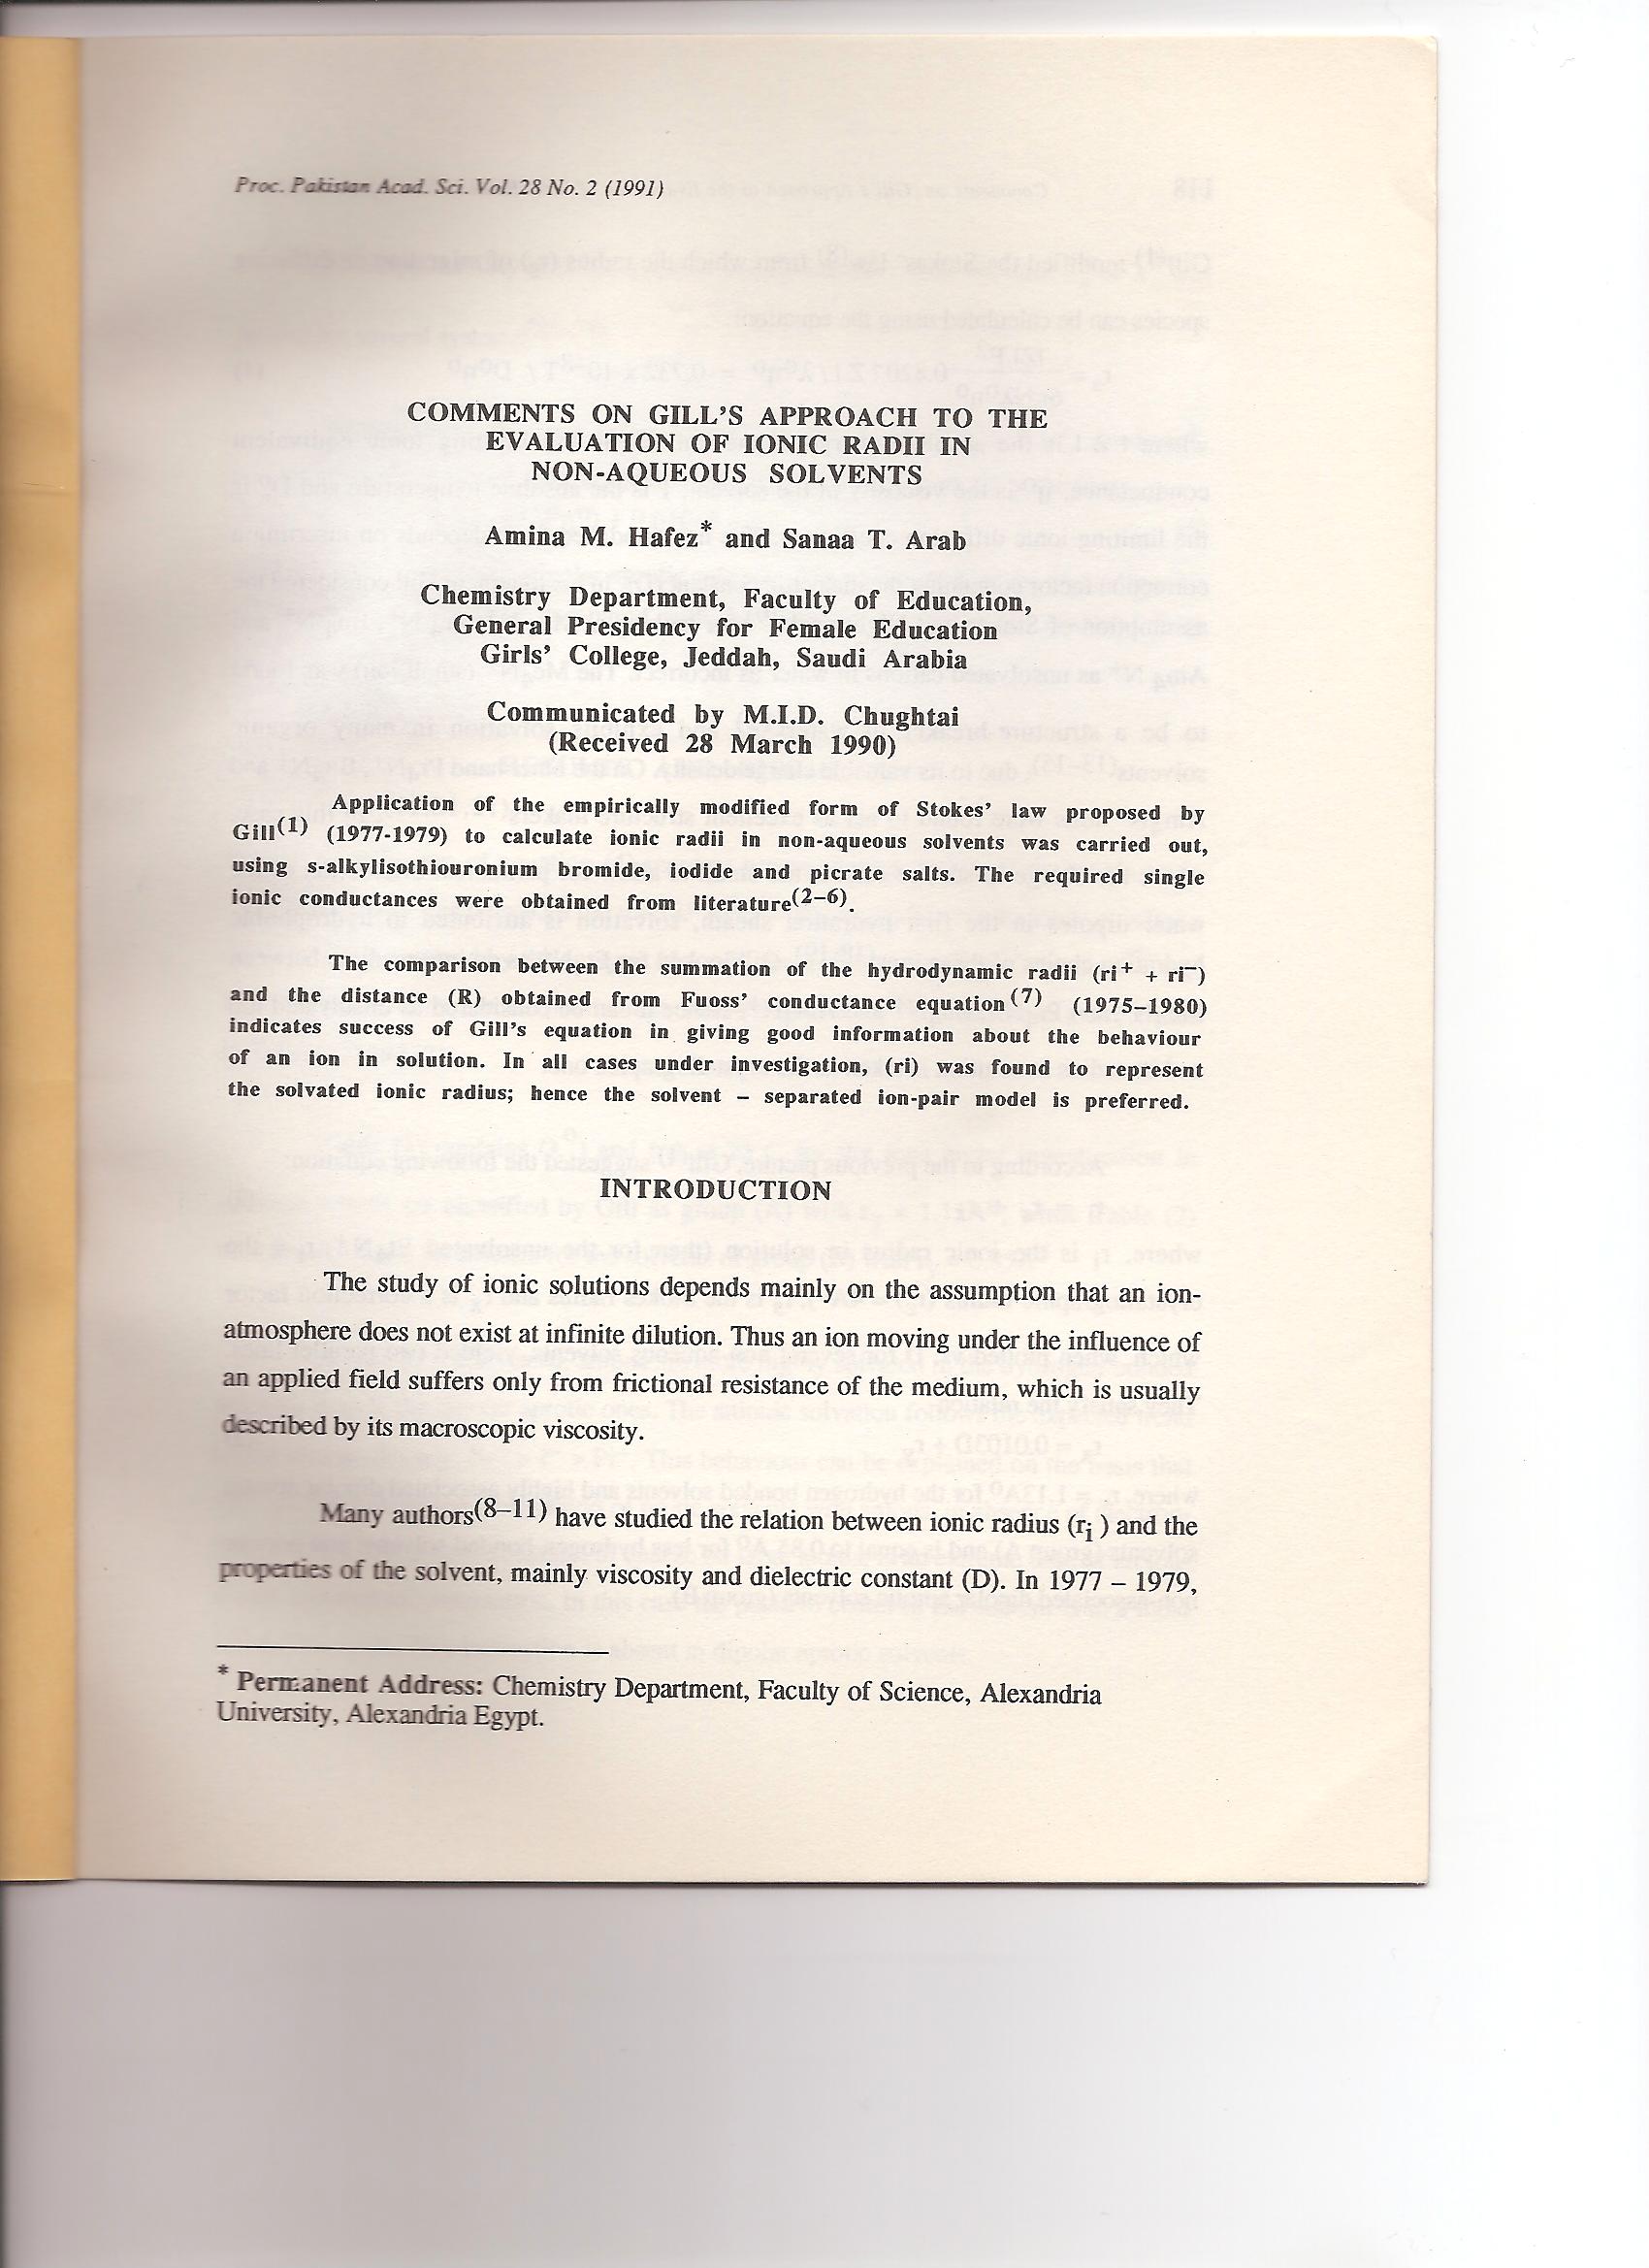 Proc. Pakistan Acad. Sci. Vol. 28 No. 2 (1991)
COMMENTS ON GILL'S APPROACH TO THE
EVALUATION OF IONIC RADII IN
NON-AQUEOUS SOLVENTS
Amina M. Hafez* and Sanaa T. Arab
Chemistry Department, Faculty of Education,
General Presidency for Female Education
Girls' College, Jeddah, Saudi Arabia
Communicated by M.I.D. Chughtai
(Received 28 March 1990)
Application of the empirically modified form of Stokes' law proposed by
Gill(1) (1977-1979) to calculate ionic radii in non-aqueous solvents was carried out,
using s-alkylisothiouronium bromide, iodide and picrate salts. The required single
ionic conductances were obtained from literature(2–6).
The comparison between the summation of the hydrodynamic radii (ri+ + ri–)
and the distance (R) obtained from Fuoss' conductance equation(7) (1975–1980)
indicates success of Gill's equation in giving good information about the behaviour
of an ion in solution. In all cases under investigation, (ri) was found to represent
the solvated ionic radius; hence the solvent – separated ion-pair model is preferred.
INTRODUCTION
The study of ionic solutions depends mainly on the assumption that an ion-
atmosphere does not exist at infinite dilution. Thus an ion moving under the influence of
an applied field suffers only from frictional resistance of the medium, which is usually
described by its macroscopic viscosity.
Many authors(8–11) have studied the relation between ionic radius (ri) and the
properties of the solvent, mainly viscosity and dielectric constant (D). In 1977 – 1979,
* Permanent Address: Chemistry Department, Faculty of Science, Alexandria
University, Alexandria Egypt.